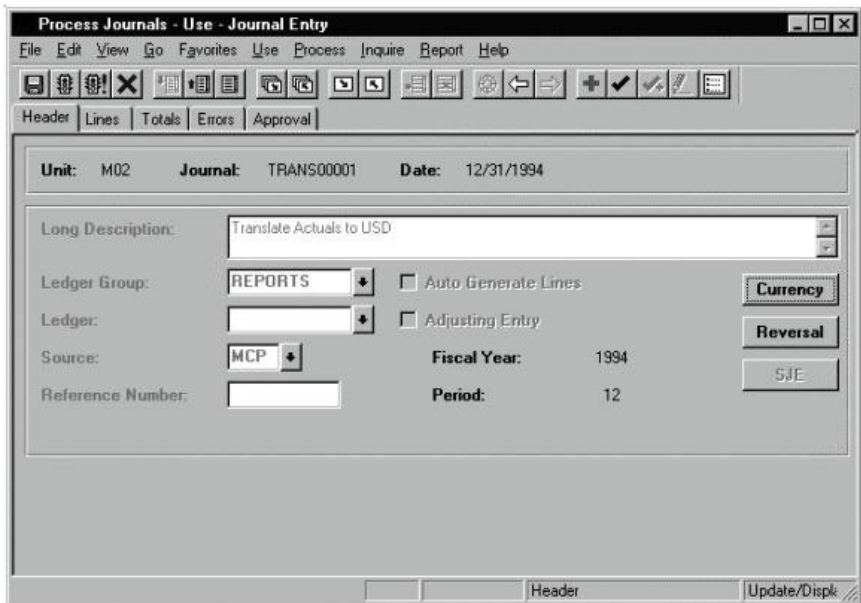 Process Journals - Use - Journal Entry
File Edit View Go Favorites Use Process Inquire Report Help
Header Lines Totals Errors Approval
Unit: M02 Journal: TRANS00001 Date: 12/31/1994
Long Description: Translate Actuals to USD
Ledger Group: REPORTS Auto Generate Lines Currency
Ledger: Adjusting Entry Reversal
Source: MCP Fiscal Year: 1994 SJE
Reference Number: Period: 12
Header Update/Displa